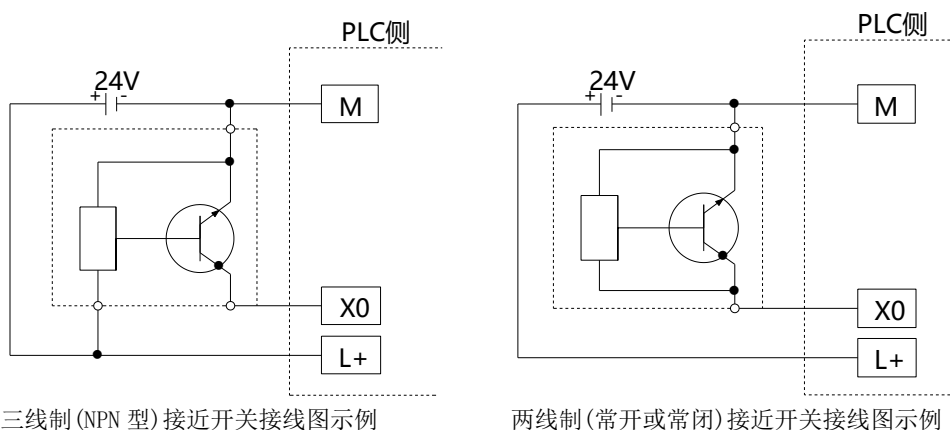 PLC侧
24V
+ -
M
X0
L+
三线制(NPN 型)接近开关接线图示例
PLC侧
24V
+ -
M
X0
L+
两线制(常开或常闭)接近开关接线图示例